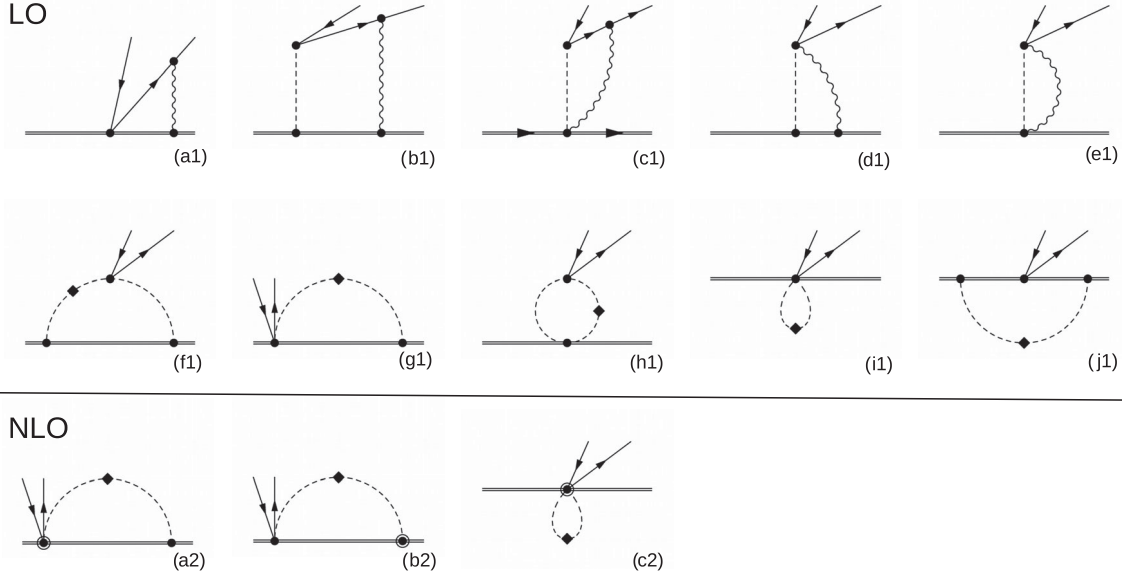 LO
(a1) (b1) (c1) (d1) (e1)
(f1) (g1) (h1) (i1) (j1)
NLO
(a2) (b2) (c2)